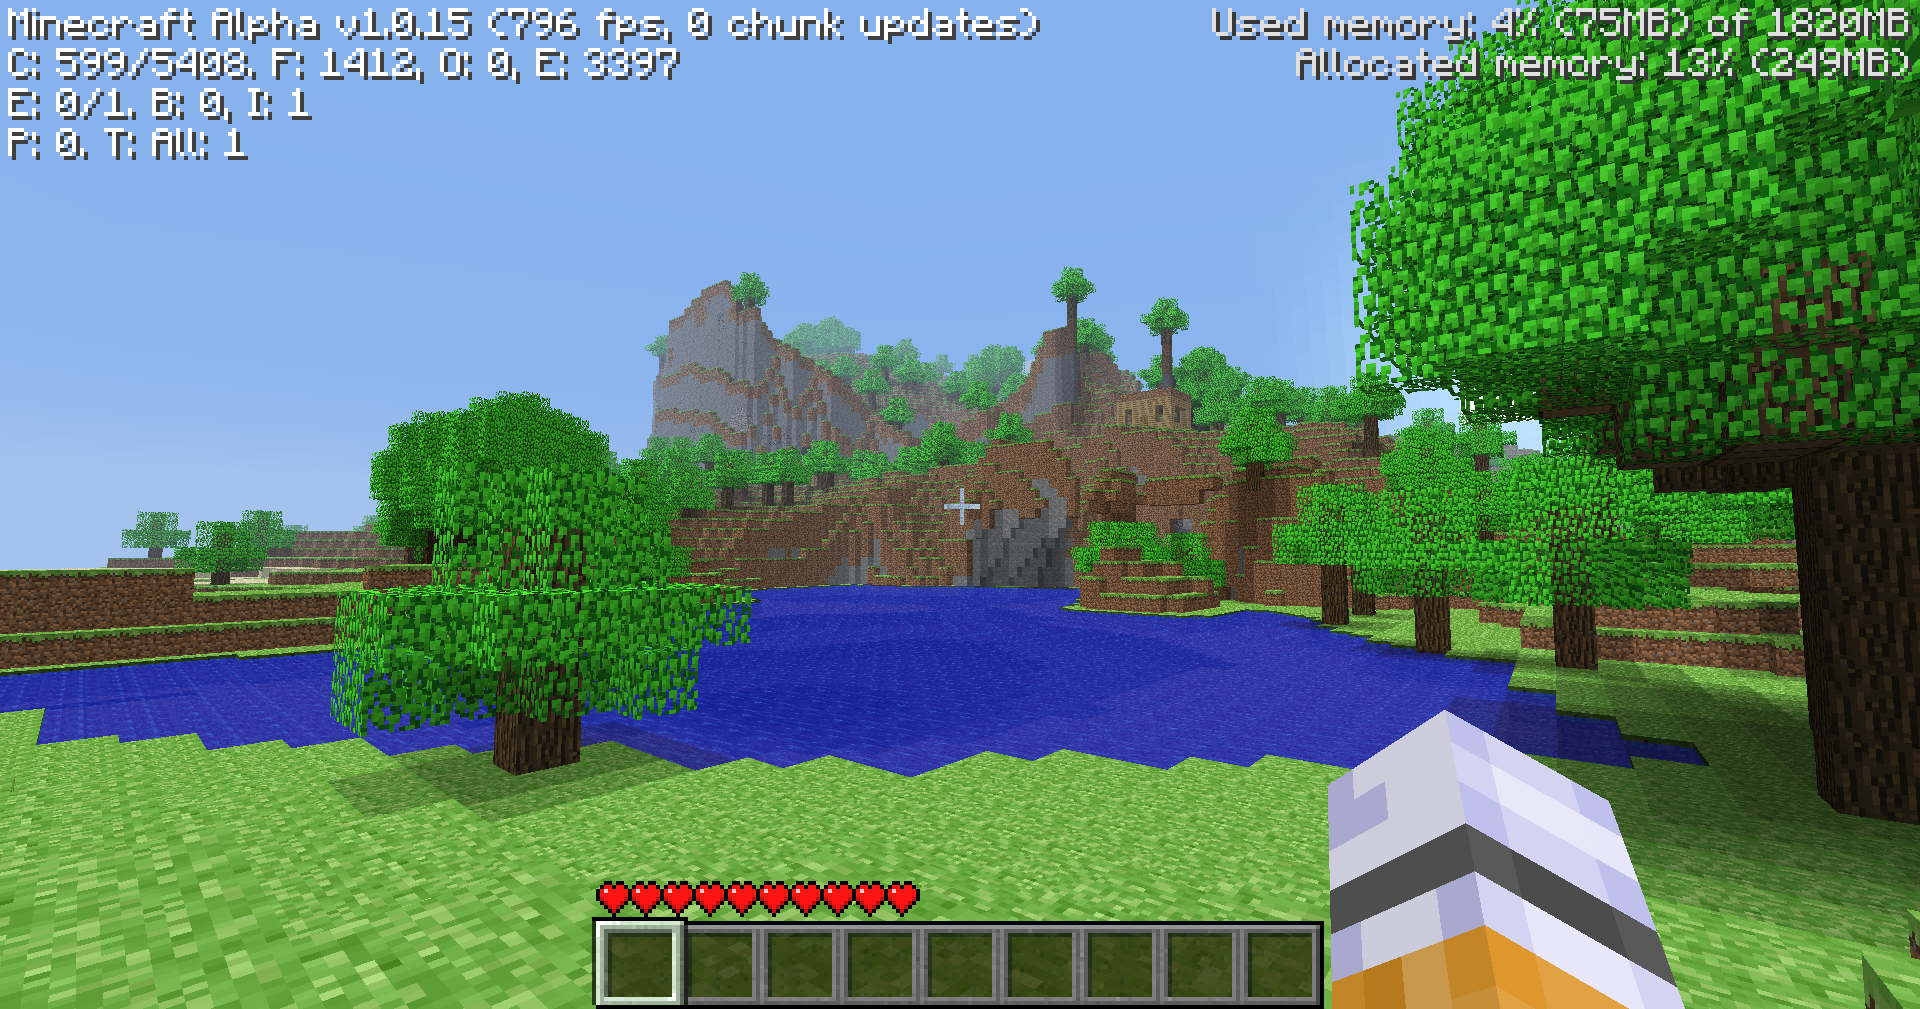 Minecraft Alpha v1.0.15 (796 fps, 0 chunk updates)
C: 599/5408. F: 1412, O: 0, E: 3397
E: 0/1. B: 0, I: 1
P: 0. T: All: 1
Used memory: 4% (75MB) of 1820MB
Allocated memory: 13% (249MB)